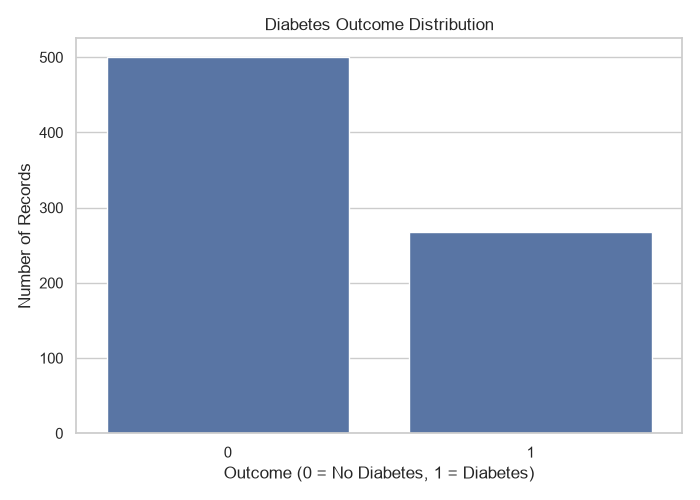 Diabetes Outcome Distribution
500
400
300
200
100
0
Number of Records
0 1
Outcome (0 = No Diabetes, 1 = Diabetes)